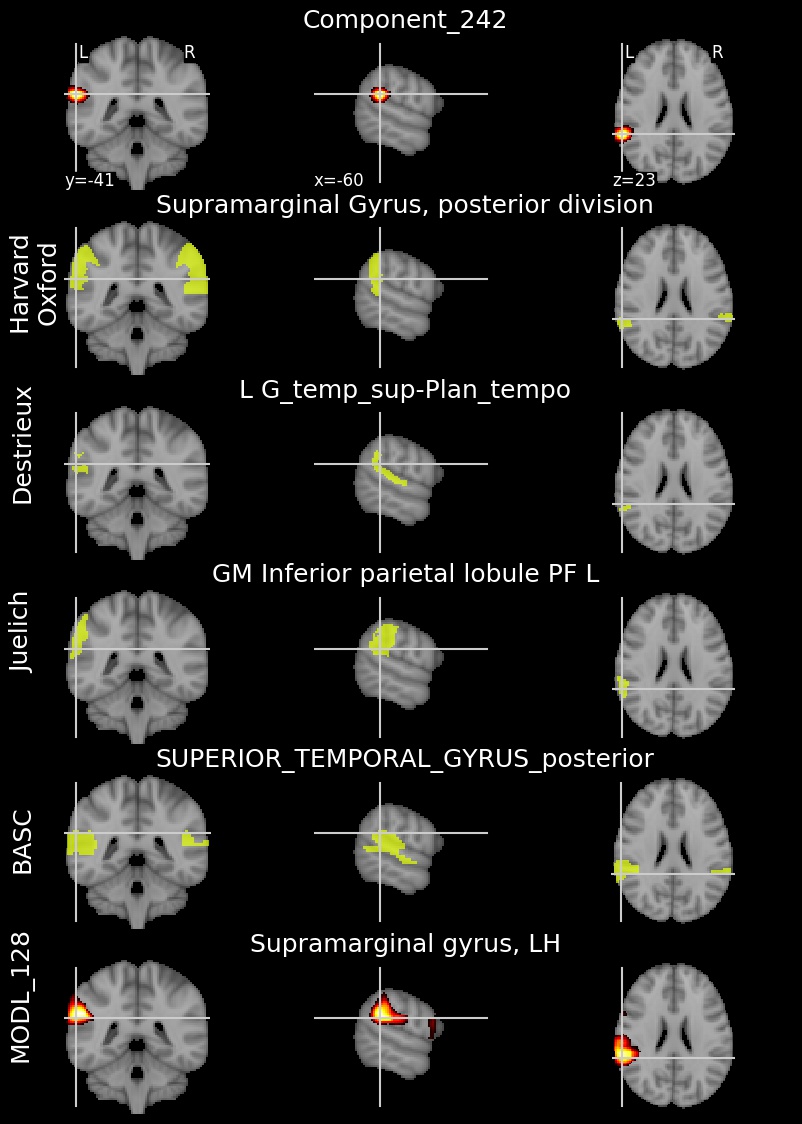 Component_242
L R
L R
y=-41
x=-60
z=23
Supramarginal Gyrus, posterior division
Harvard
Oxford
L G_temp_sup-Plan_tempo
Destrieux
GM Inferior parietal lobule PF L
Juelich
SUPERIOR_TEMPORAL_GYRUS_posterior
BASC
Supramarginal gyrus, LH
MODL_128